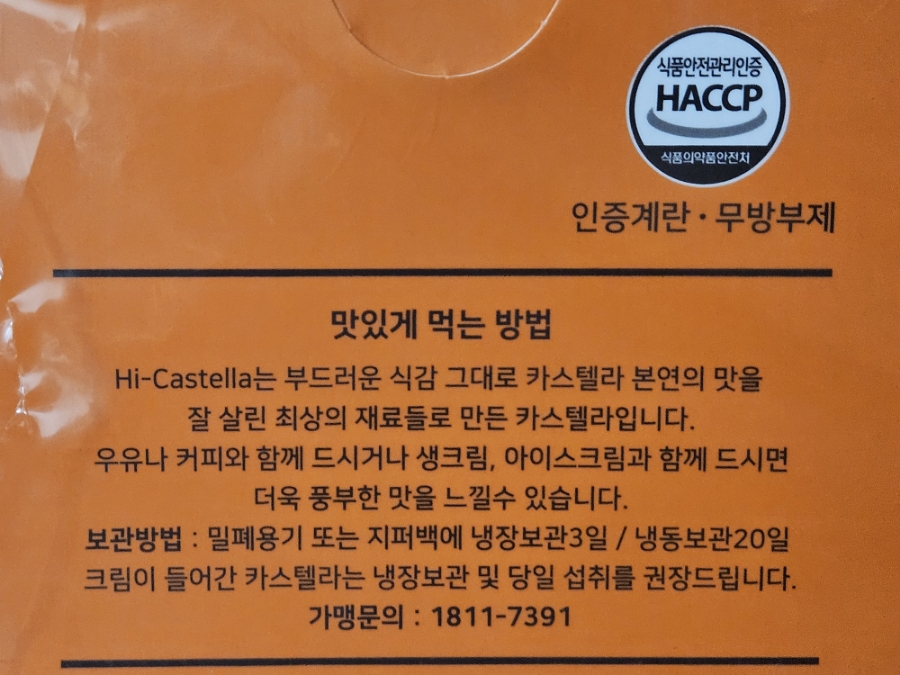 식품안전관리인증
HACCP
식품의약품안전처
인증계란 · 무방부제
맛있게 먹는 방법
Hi-Castella는 부드러운 식감 그대로 카스텔라 본연의 맛을
잘 살린 최상의 재료들로 만든 카스텔라입니다.
우유나 커피와 함께 드시거나 생크림, 아이스크림과 함께 드시면
더욱 풍부한 맛을 느낄수 있습니다.
보관방법 : 밀폐용기 또는 지퍼백에 냉장보관3일 / 냉동보관20일
크림이 들어간 카스텔라는 냉장보관 및 당일 섭취를 권장드립니다.
가맹문의 : 1811-7391